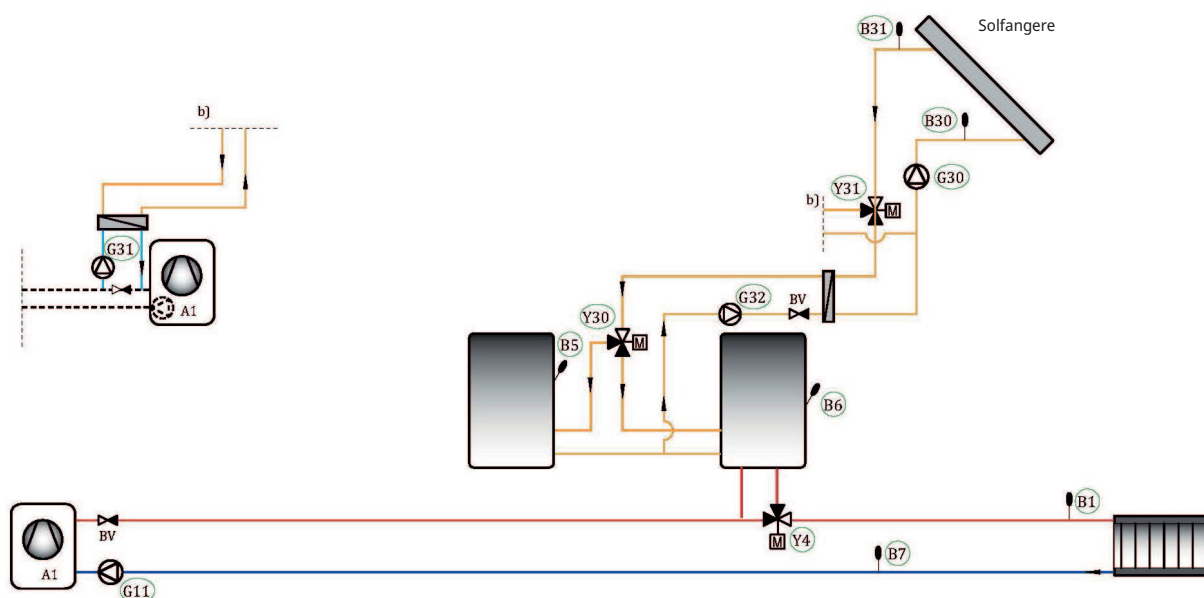 B31
Solfangere
b)
B30
G30
Y31
b)
M
G31
A1
G32
BV
Y30
M
B5
B6
B1
BV
Y4
M
B7
A1
G11